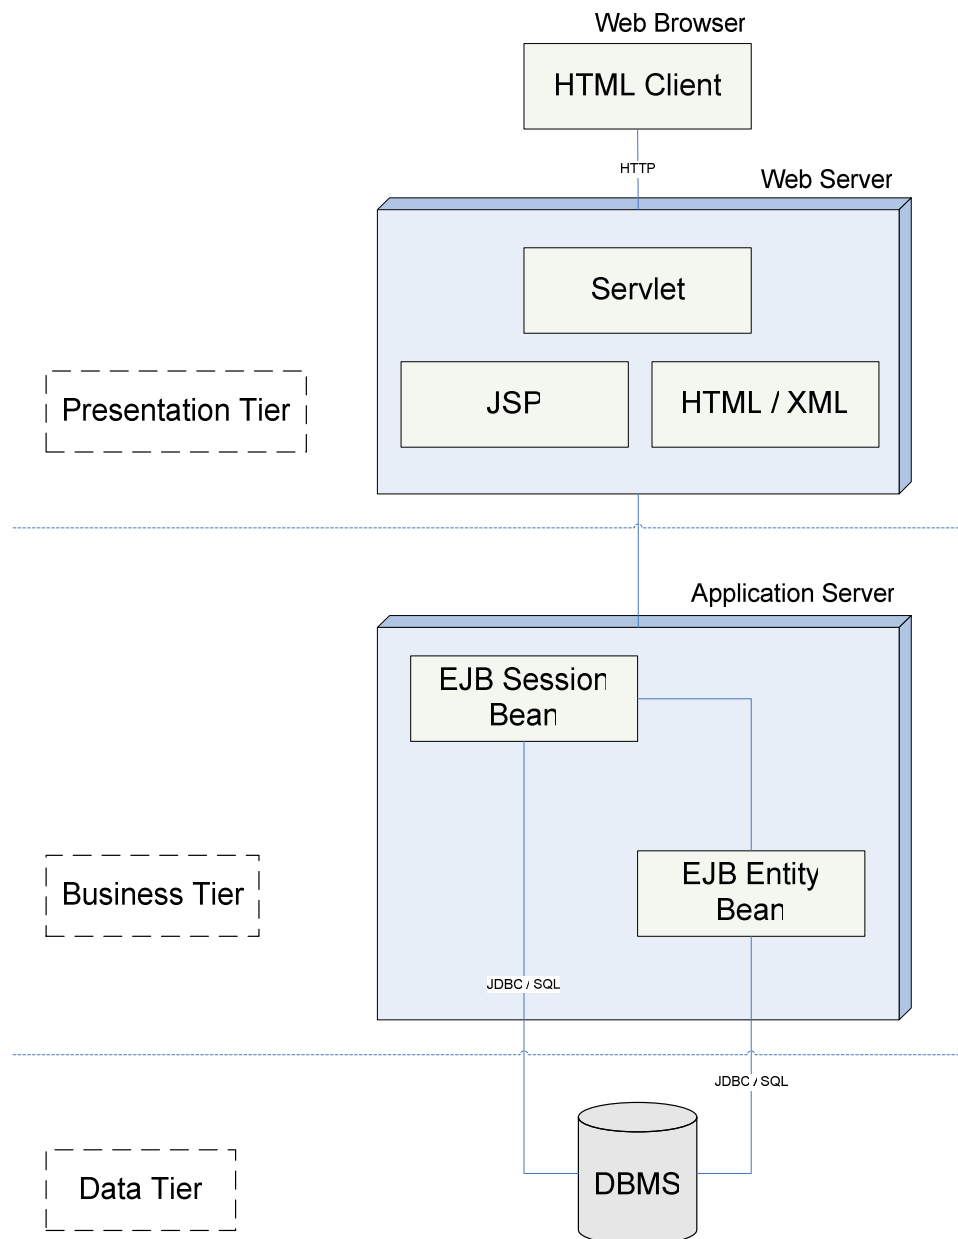 Web Browser
HTML Client
HTTP
Web Server
Servlet
JSP
HTML / XML
Presentation Tier
Application Server
EJB Session
Bean
EJB Entity
Bean
Business Tier
JDBC / SQL
JDBC / SQL
DBMS
Data Tier